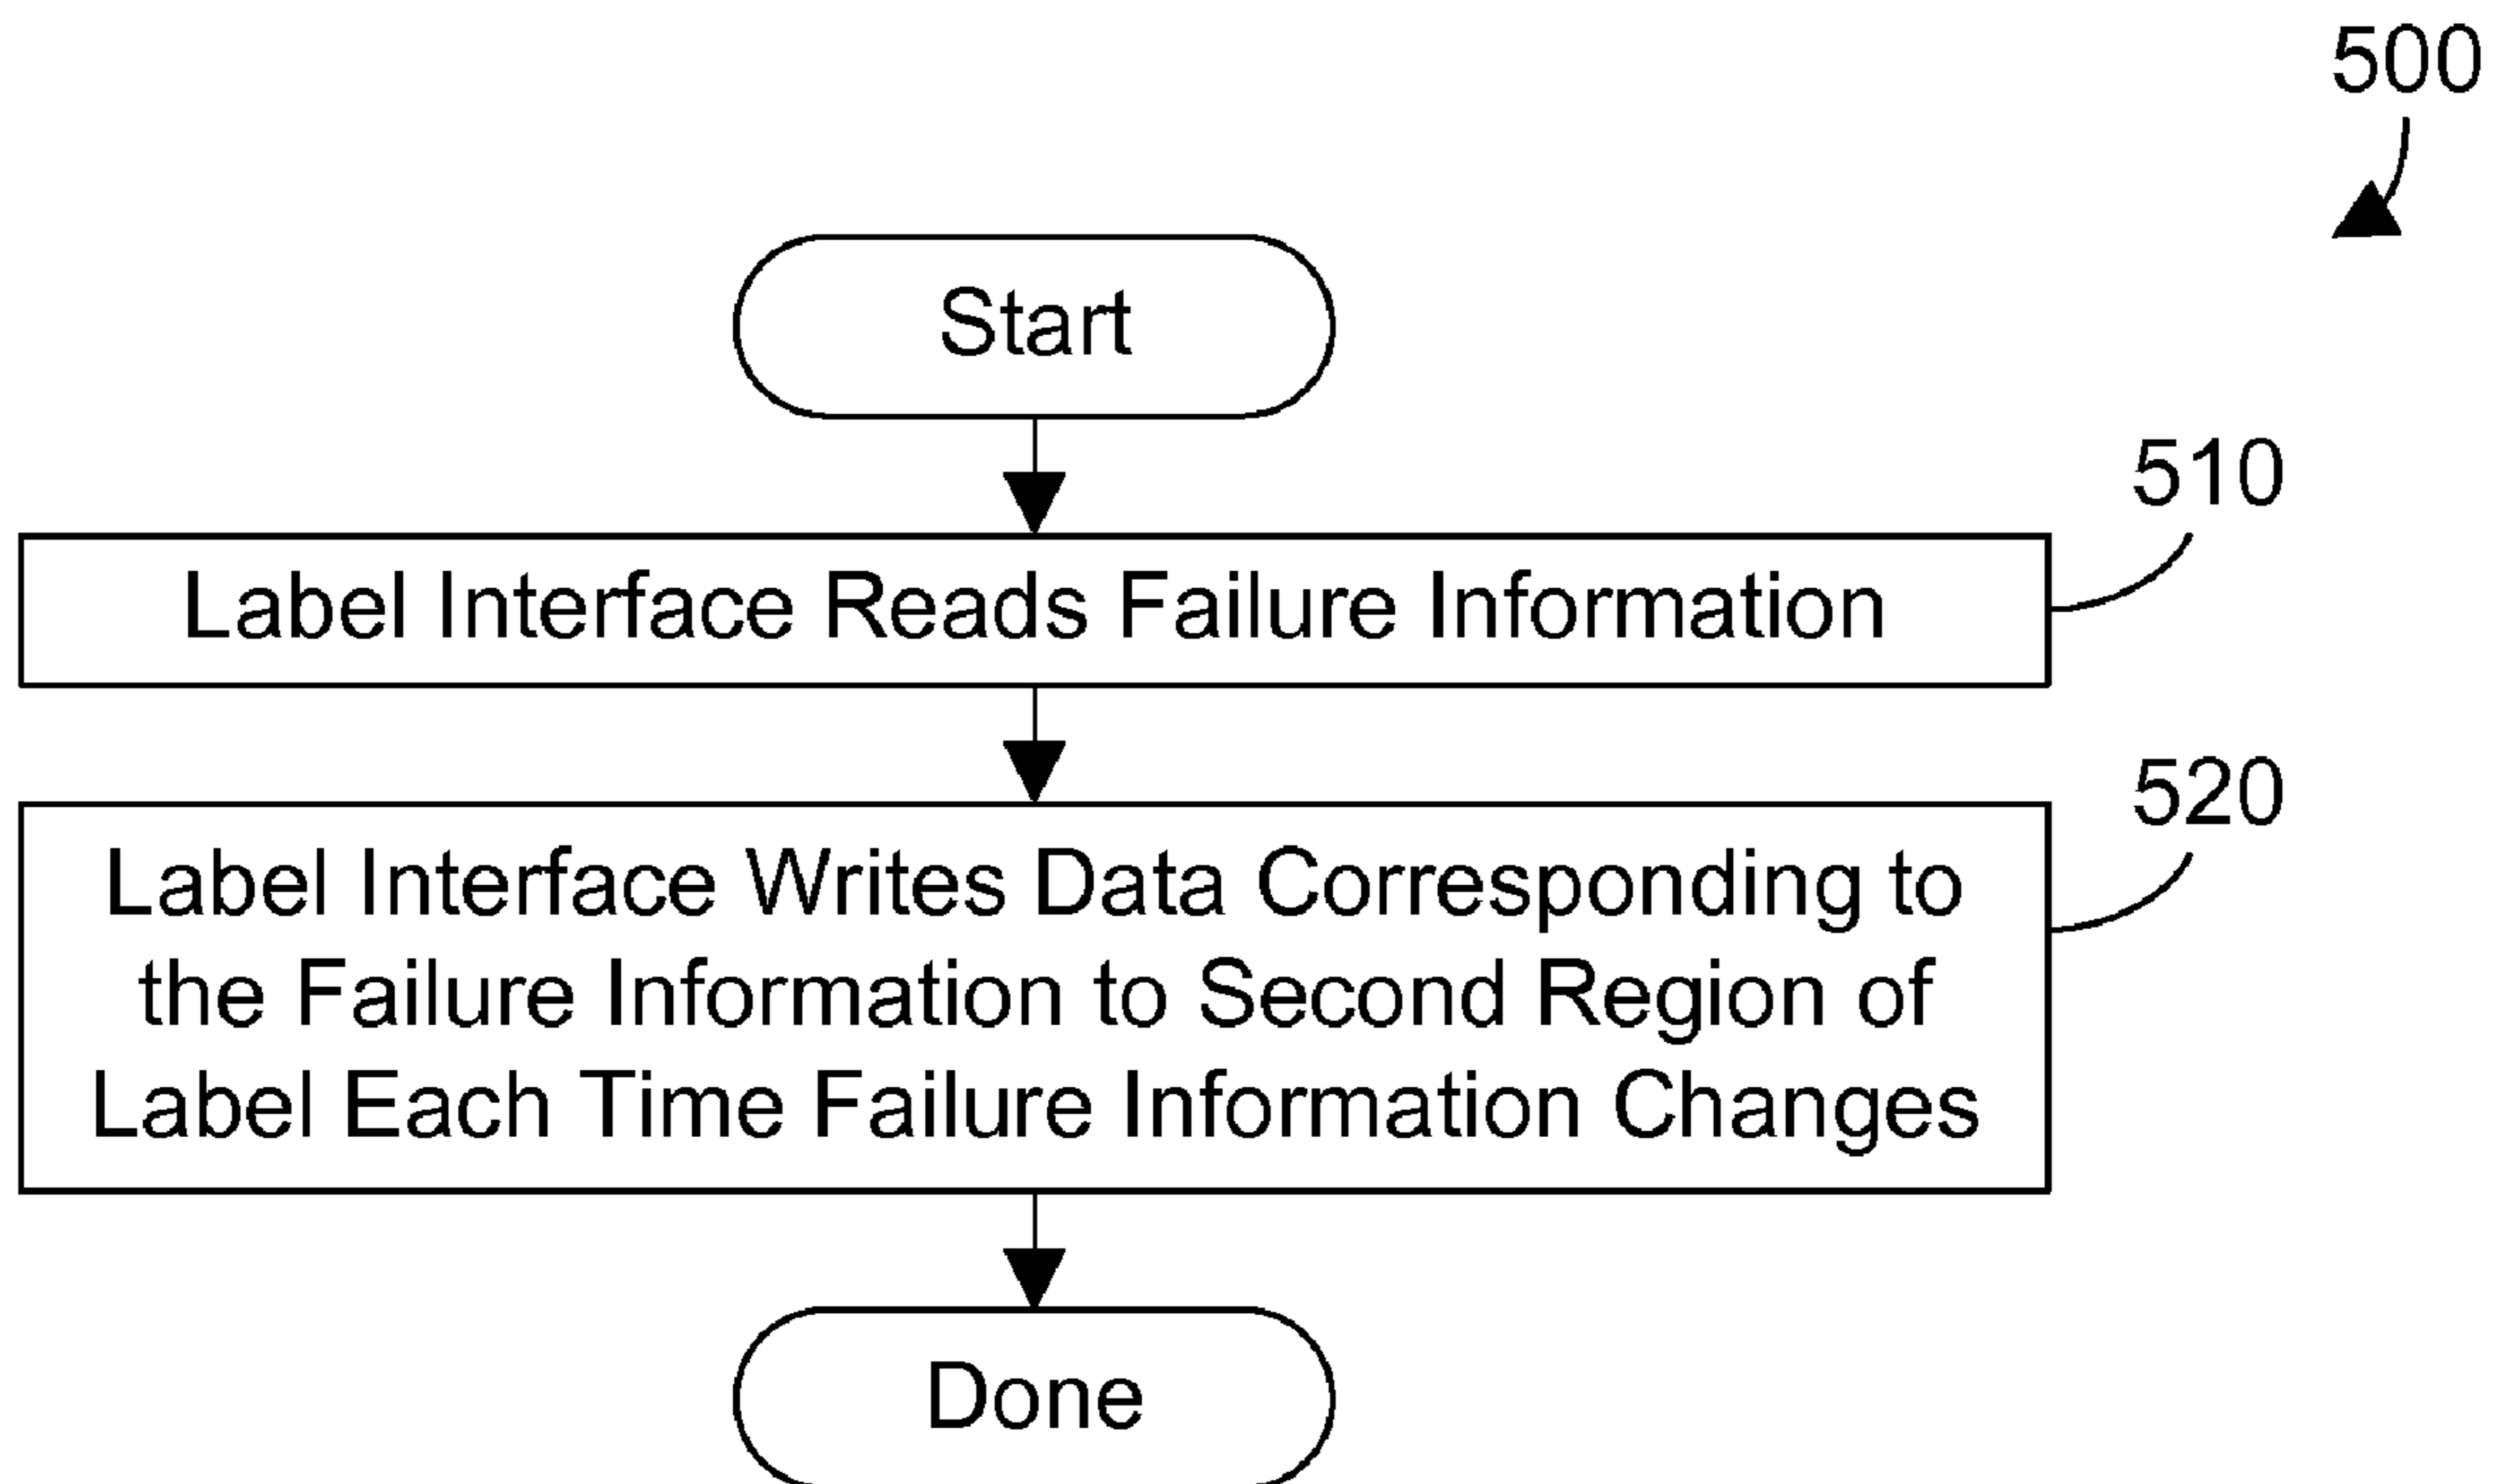 500
Start
510
Label Interface Reads Failure Information
520
Label Interface Writes Data Corresponding to
the Failure Information to Second Region of
Label Each Time Failure Information Changes
Done